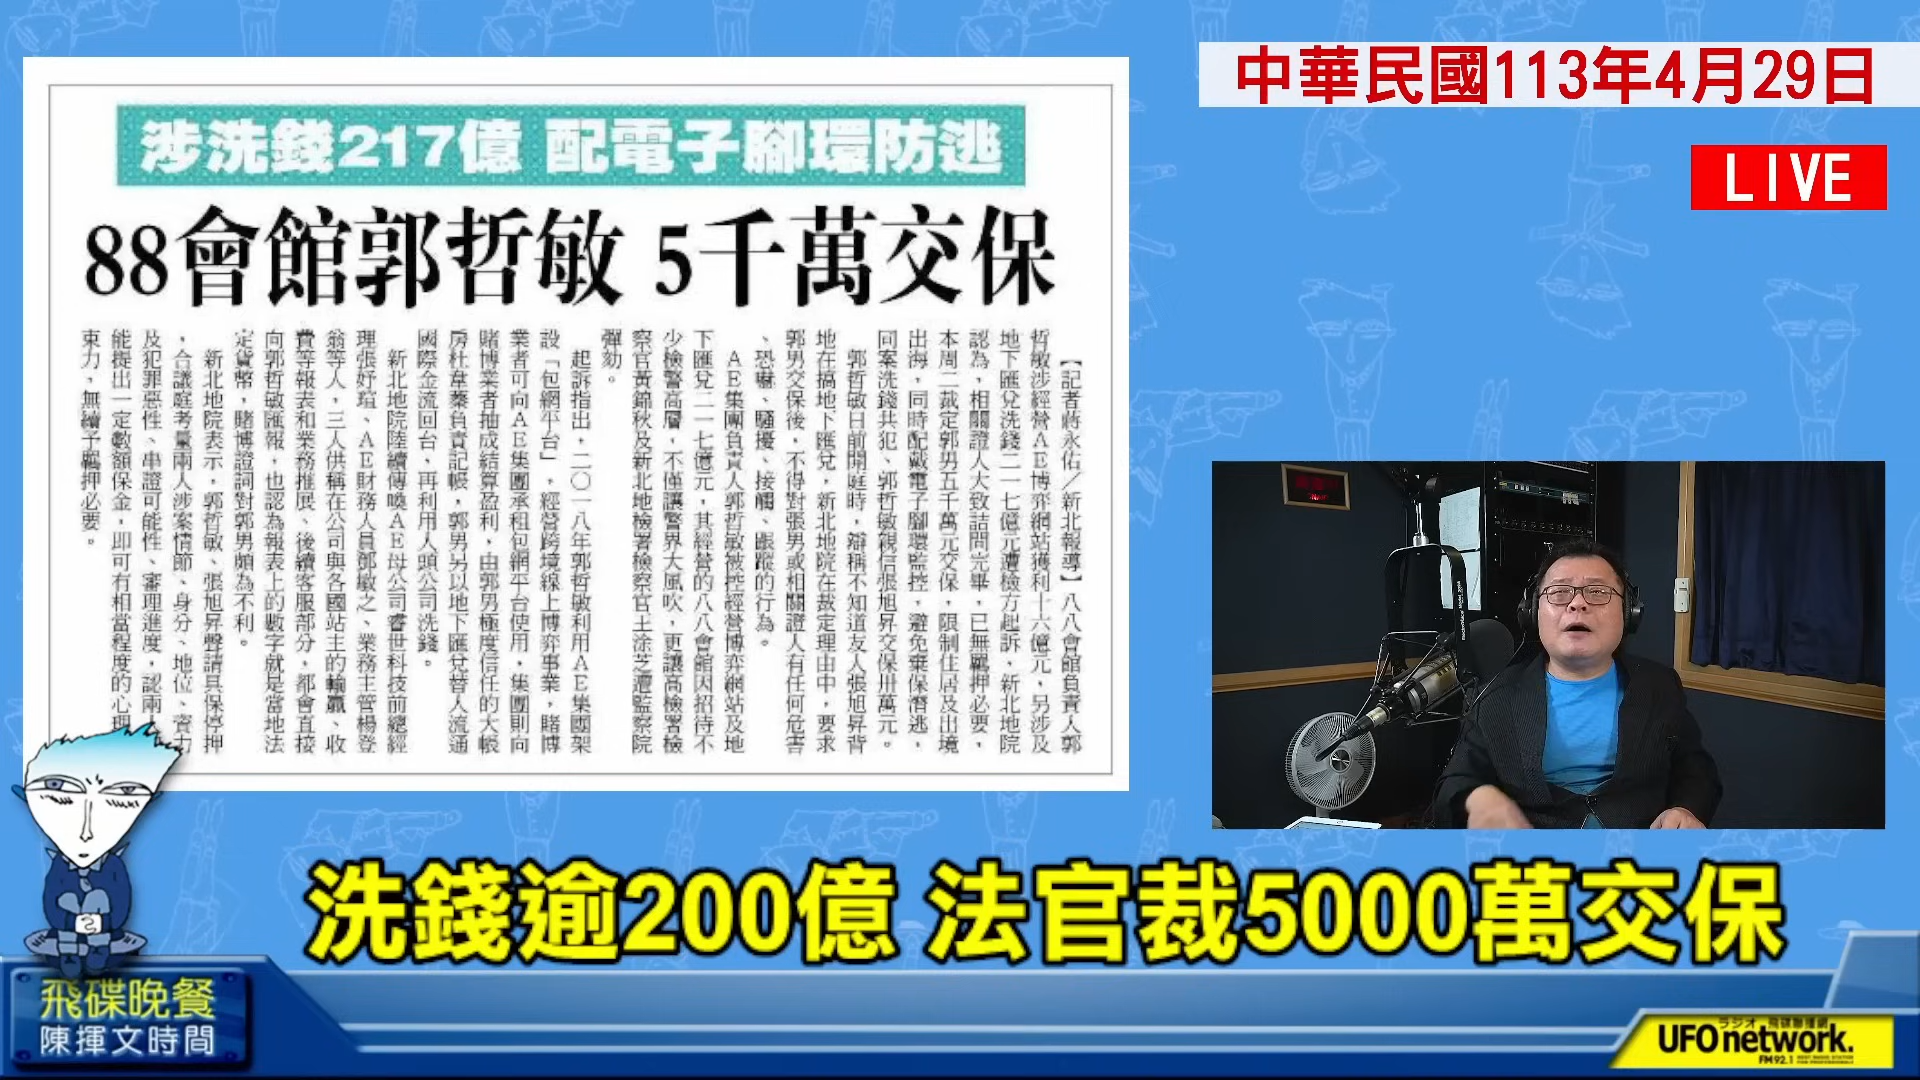 中華民國113年4月29日
LIVE
涉洗錢217億 配電子腳環防逃
88會館郭哲敏 5千萬交保
【記者蔣永佑／新北報導】八八會館負責人郭
哲敏涉經營AE博弈網站獲利十六億元，另涉及
地下匯兌洗錢二一七億元遭檢方起訴，新北地院
認為，相關證人大致詰問完畢，已無羈押必要，
本周二裁定郭男五千萬元交保，限制住居及出境
出海，同時配戴電子腳環監控，避免棄保潛逃，
同案洗錢共犯、郭哲敏親信張旭昇交保卅萬元。
郭哲敏日前開庭時，辯稱不知道友人張旭昇背
地在搞地下匯兌，新北地院在裁定理由中，要求
郭男交保後，不得對張男或相關證人有任何危害
、恐嚇、騷擾、接觸、跟蹤的行為。
AE集團負責人郭哲敏被控經營博弈網站及地
下匯兌二一七億元，其經營的八八會館因招待不
少檢警高層，不僅讓警界大風吹，更讓高檢署檢
察官黃錦秋及新北地檢署檢察官王涂芝遭監察院
彈劾。
起訴指出，二〇一八年郭哲敏利用AE集團架
設「包網平台」，經營跨境線上博弈事業，賭博
業者可向AE集團承租包網平台使用，集團則向
賭博業者抽成結算盈利，由郭男極度信任的大帳
房杜韋蓁負責記帳，郭男另以地下匯兌替人流通
國際金流回台，再利用人頭公司洗錢。
新北地院陸續傳喚AE母公司睿世科技前總經
理張妤瑄、AE財務人員鄧敏之、業務主管楊登
翁等人，三人供稱在公司與各國站主的輸贏、收
費等報表和業務推展、後續客服部分，都會直接
向郭哲敏匯報，也認為報表上的數字就是當地法
定貨幣，賭博證詞對郭男頗為不利。
新北地院表示，郭哲敏、張旭昇聲請具保停押
，合議庭考量兩人涉案情節、身分、地位、資力
及犯罪惡性、串證可能性、審理進度，認兩
能提出一定數額保金，即可有相當程度的心理
束力，無續予羈押必要。
洗錢逾200億 法官裁5000萬交保
飛碟晚餐
陳揮文時間
ラジオ 飛碟聯播網
UFO network.
FM92.1